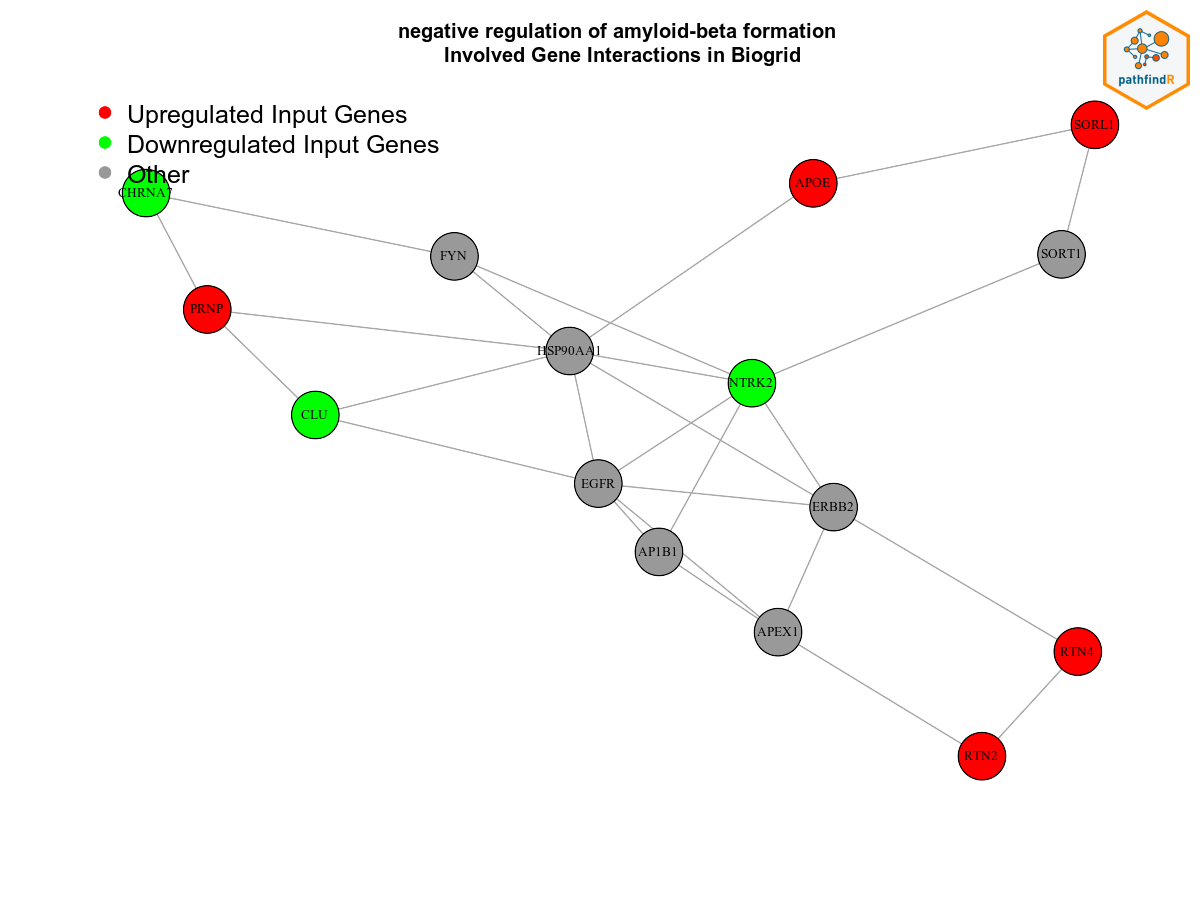 negative regulation of amyloid-beta formation
Involved Gene Interactions in Biogrid
pathfindR
Upregulated Input Genes
Downregulated Input Genes
Other
SORL1
APOE
CHRNA7
FYN
SORT1
PRNP
HSP90AA1
NTRK2
CLU
EGFR
ERBB2
AP1B1
APEX1
RTN4
RTN2